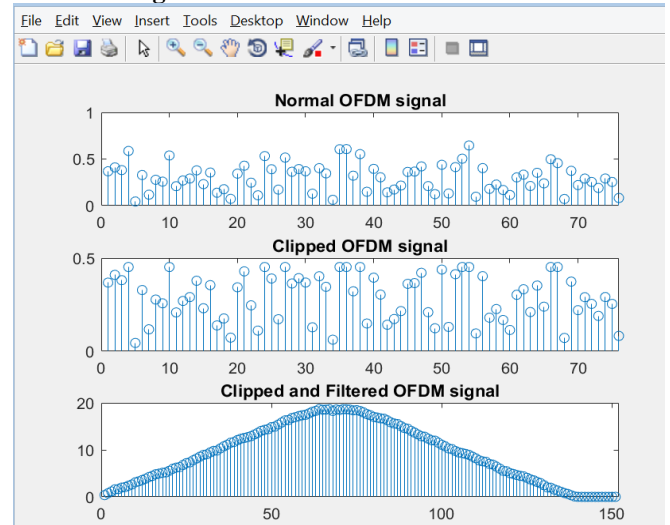 File Edit View Insert Tools Desktop Window Help
Normal OFDM signal
1
0.5
0
0 10 20 30 40 50 60 70
Clipped OFDM signal
0.5
0
0 10 20 30 40 50 60 70
Clipped and Filtered OFDM signal
20
10
0
0 50 100 150